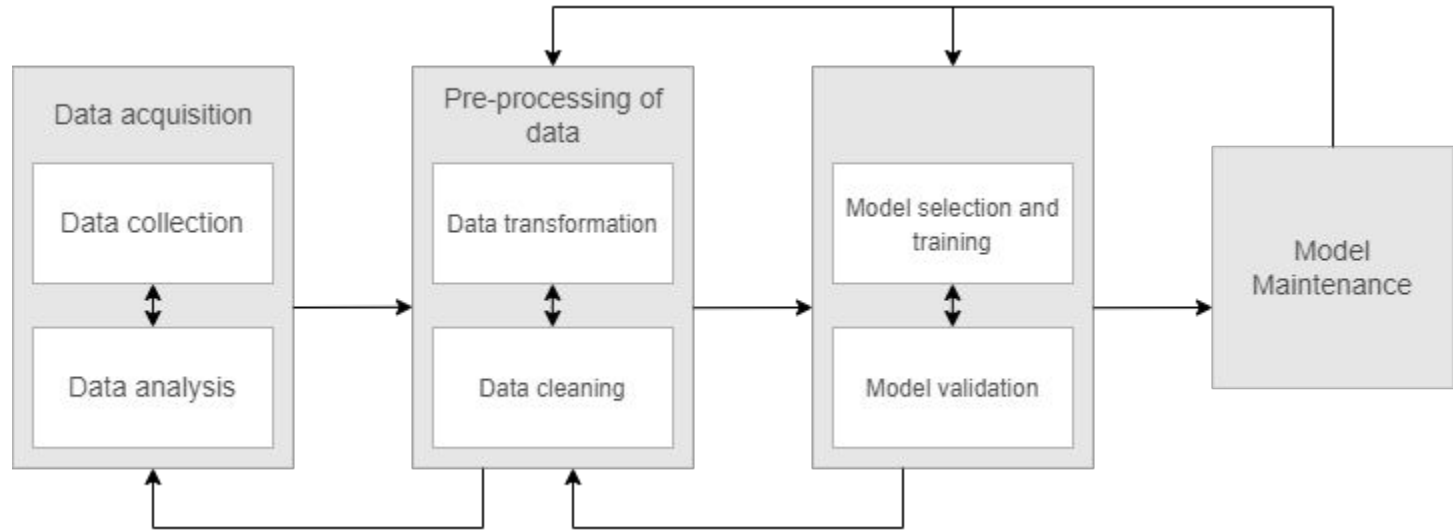 Data acquisition
Data collection
Data analysis
Pre-processing of
data
Data transformation
Data cleaning
Model selection and
training
Model validation
Model
Maintenance